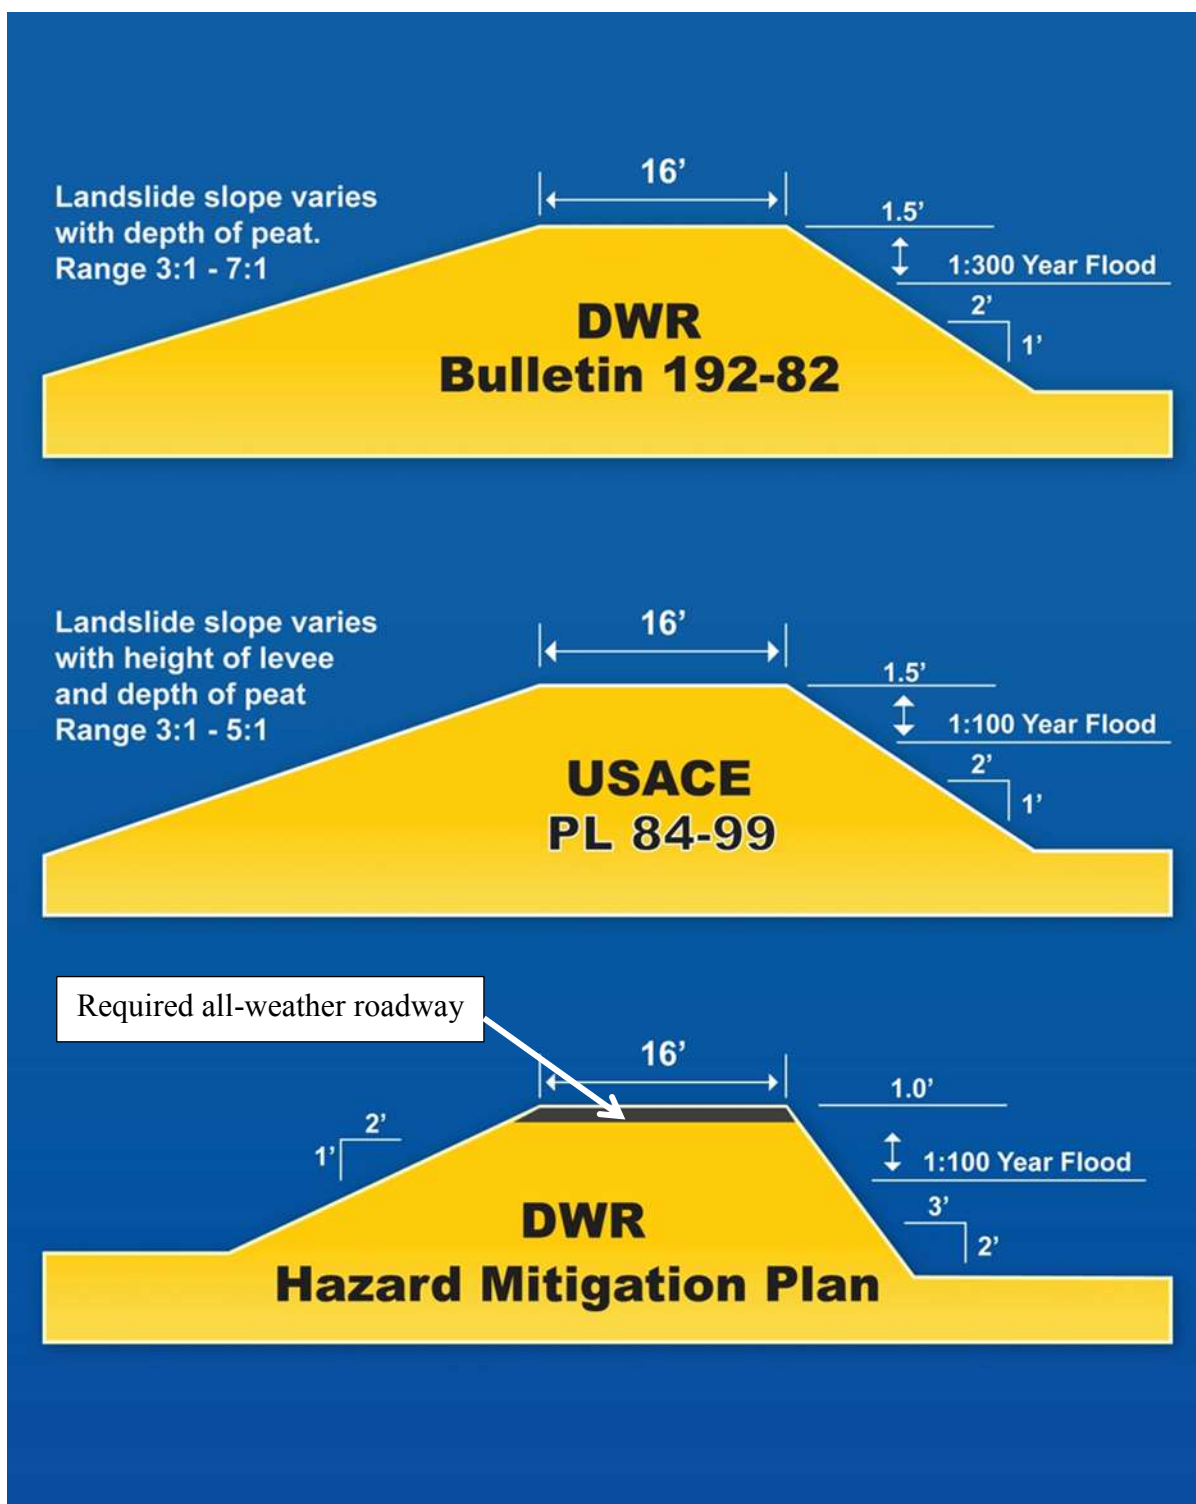 16’
Landslide slope varies
with depth of peat.
Range 3:1 - 7:1
1.5’
1:300 Year Flood
2’
1’
DWR
Bulletin 192-82
16’
Landslide slope varies
with height of levee
and depth of peat
Range 3:1 - 5:1
1.5’
1:100 Year Flood
2’
1’
USACE
PL 84-99
Required all-weather roadway
16’
1.0’
2’
1’
1:100 Year Flood
3’
2’
DWR
Hazard Mitigation Plan